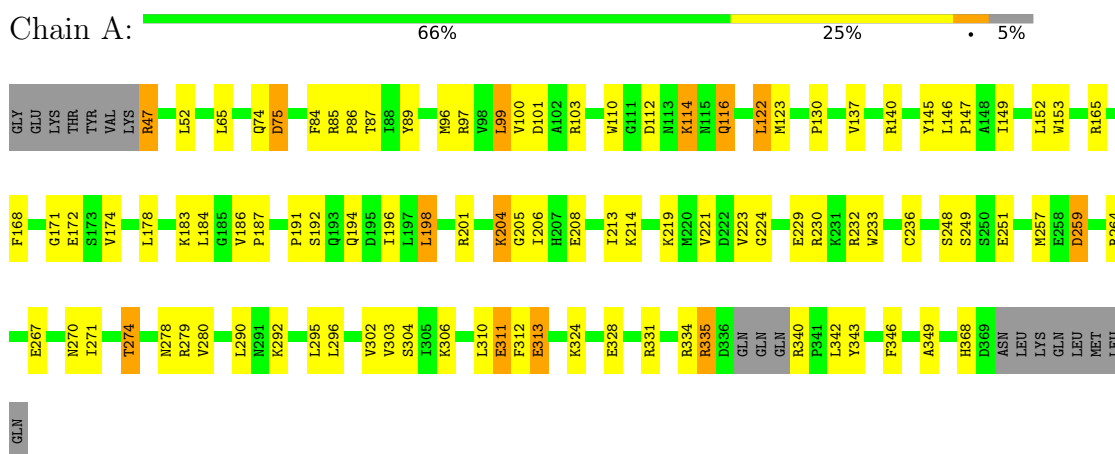 Chain A:
66% 25% • 5%
GLY GLU LYS THR TYR VAL LYS R47 L52 L65 Q74 D75 F84 R85 P86 T87 I88 Y89 M96 R97 V98 L99 V100 D101 A102 R103 W110 G111 D112 N113 K114 N115 Q116 L122 M123 P130 V137 R140 Y145 L146 P147 A148 I149 L152 W153 R165
F168 G171 E172 S173 V174 L178 K183 L184 G185 V186 P187 P191 S192 Q193 Q194 D195 I196 L197 L198 R201 K204 G205 I206 H207 E208 I213 K214 K219 M220 V221 D222 V223 G224 E229 R230 K231 R232 W233 C236 S248 S249 S250 E251 M257 E258 D259 R264
E267 N270 I271 T274 N278 R279 V280 L290 N291 K292 L295 L296 V302 V303 S304 I305 K306 L310 E311 F312 E313 K324 E328 R331 R334 R335 D336 GLN GLN GLN R340 P341 L342 Y343 F346 A349 H368 D369 ASN LEU LYS GLN LEU MET LEU
GLN